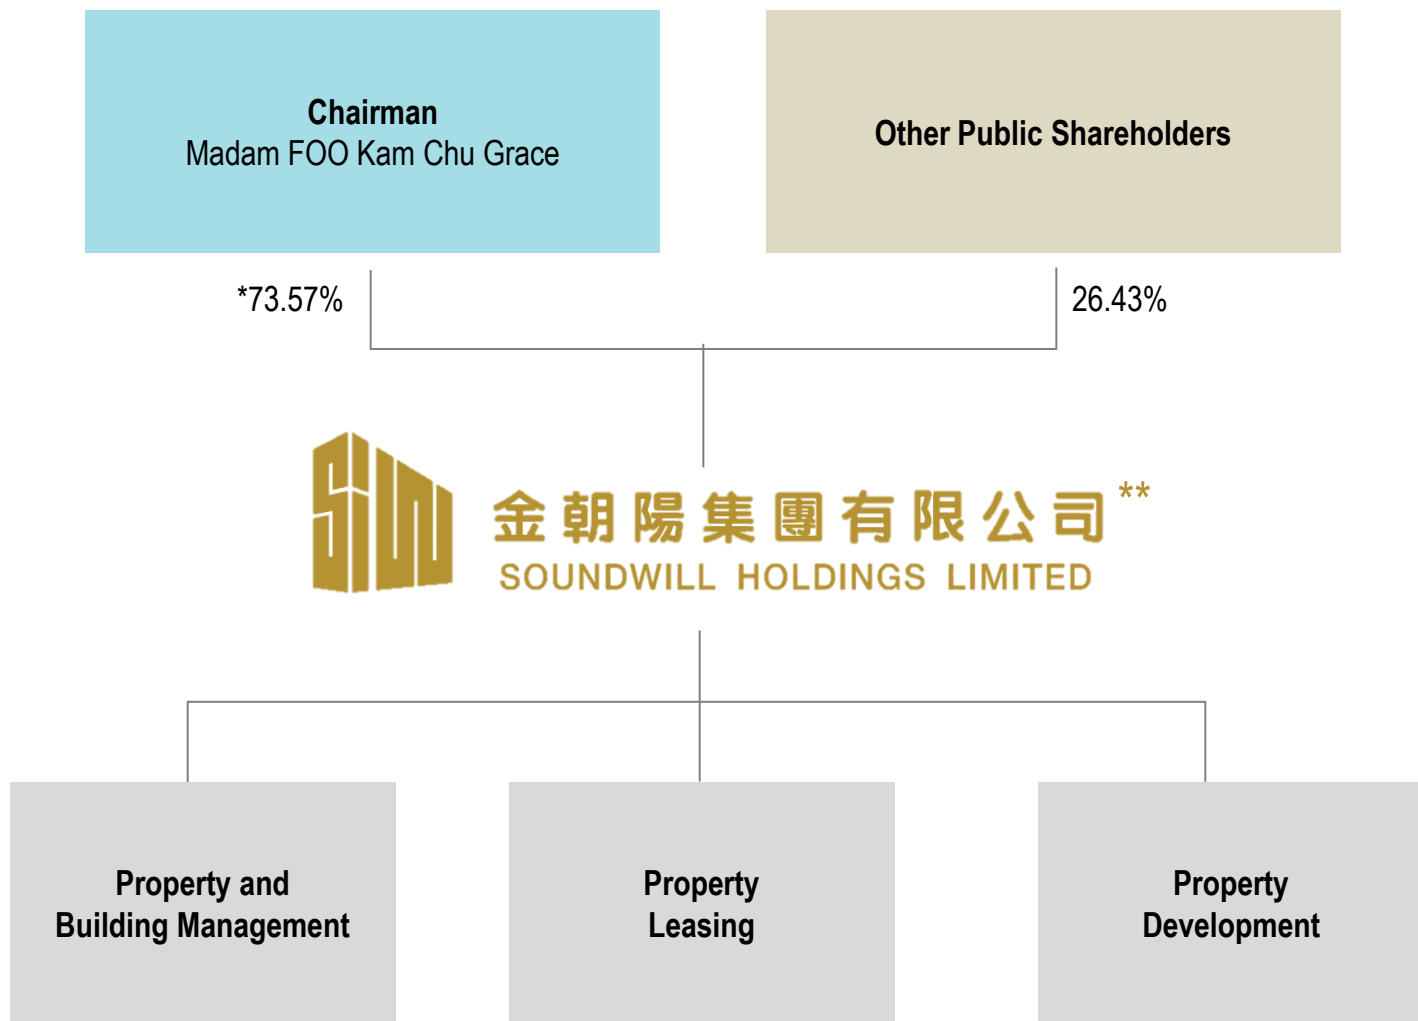 Chairman
Madam FOO Kam Chu Grace
Other Public Shareholders
*73.57%
26.43%
金朝陽集團有限公司**
SOUNDWILL HOLDINGS LIMITED
Property and
Building Management
Property
Leasing
Property
Development